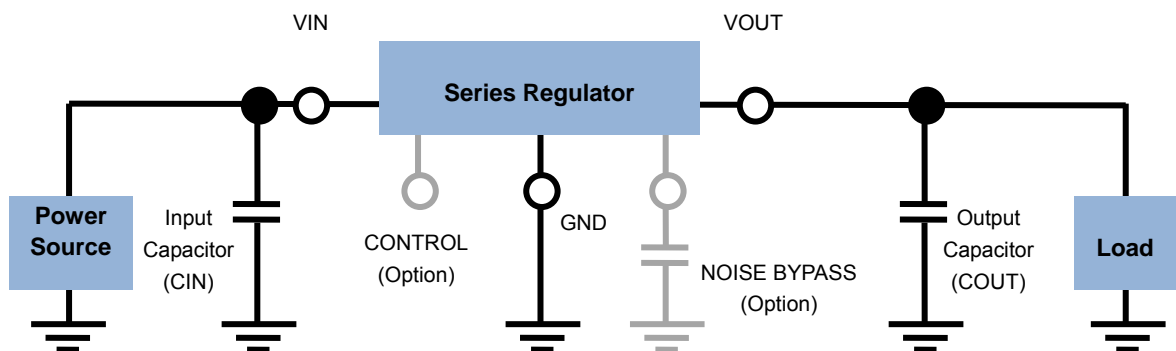 VIN
VOUT
Series Regulator
Power
Source
Input
Capacitor
(CIN)
CONTROL
(Option)
GND
NOISE BYPASS
(Option)
Output
Capacitor
(COUT)
Load